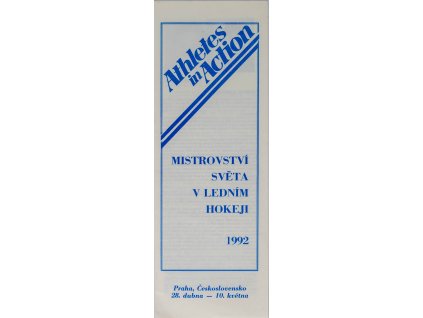 Athletes
in Action
MISTROVSTVÍ
SVĚTA
V LEDNÍM
HOKEJI
1992
Praha, Československo
28. dubna — 10. května